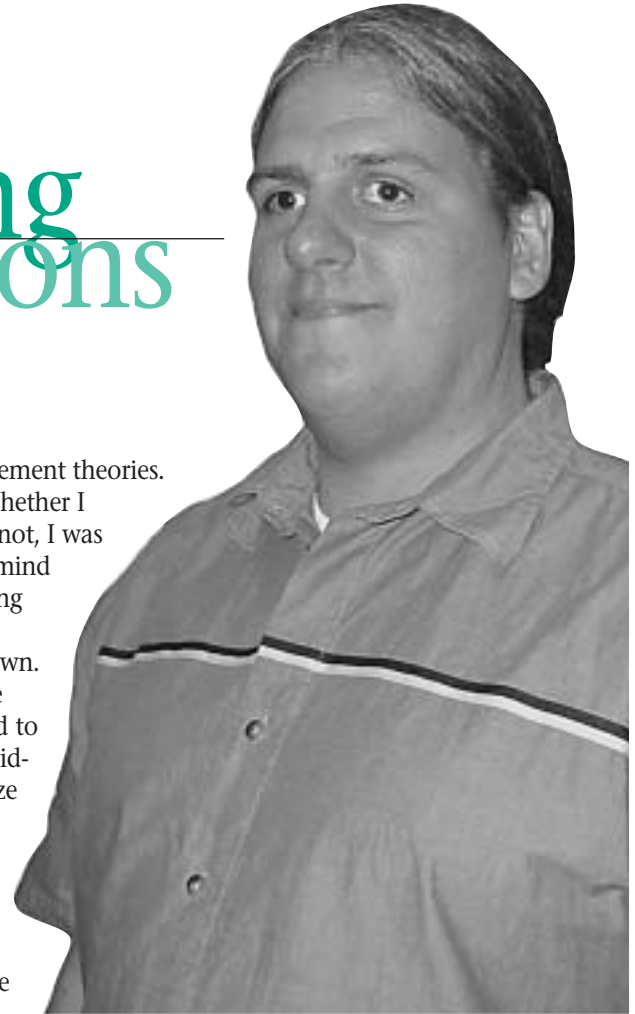 ng
ons
ement theories.
hether I
not, I was
mind
ng
wn.
e
d to
id-
ze
e